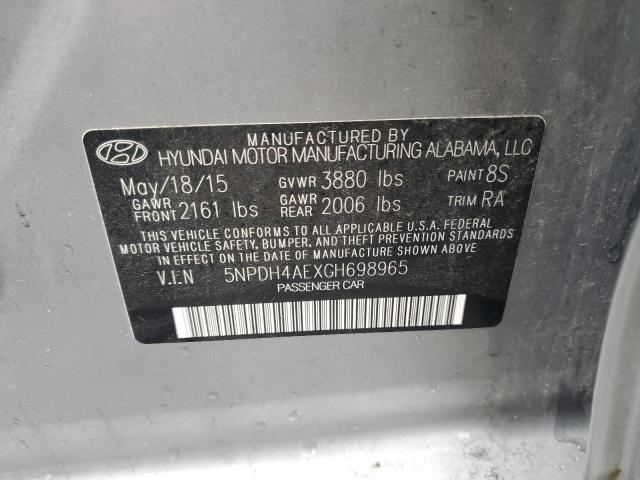 MANUFACTURED BY
HYUNDAI MOTOR MANUFACTURING ALABAMA, LLC
May/18/15 GVWR 3880 lbs PAINT 8S
GAWR FRONT 2161 lbs GAWR REAR 2006 lbs TRIM RA
THIS VEHICLE CONFORMS TO ALL APPLICABLE U.S.A. FEDERAL
MOTOR VEHICLE SAFETY, BUMPER, AND THEFT PREVENTION STANDARDS
IN EFFECT ON THE DATE OF MANUFACTURE SHOWN ABOVE
V.I.N 5NPDH4AEXGH698965
PASSENGER CAR